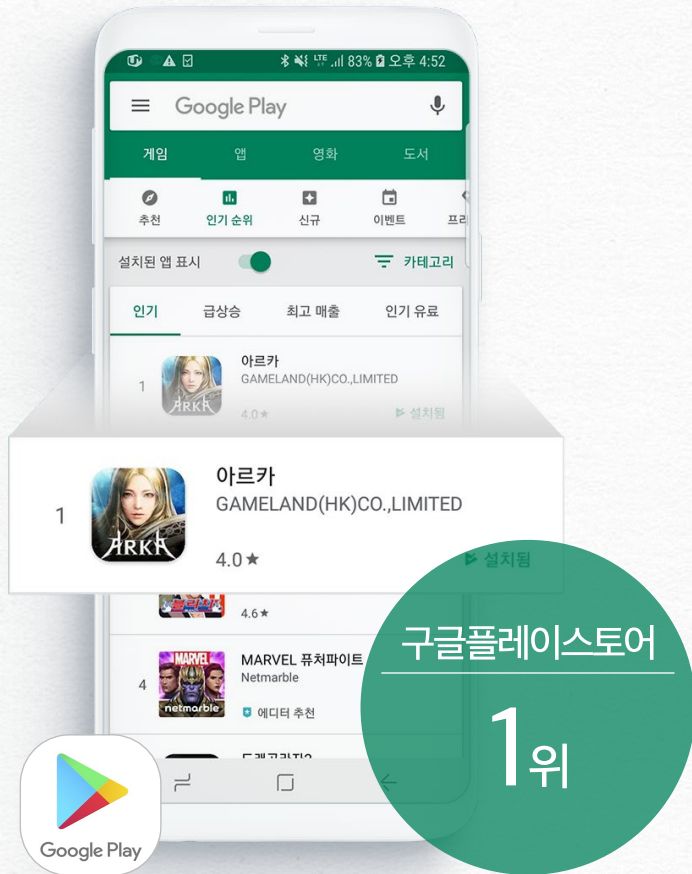 LTE 83% 오후 4:52
Google Play
게임 앱 영화 도서
추천 인기 순위 신규 이벤트 프리
설치된 앱 표시 카테고리
인기 급상승 최고 매출 인기 유료
1 아르카
GAMELAND(HK)CO.,LIMITED
ARKA
4.0★ 설치됨
1 아르카
GAMELAND(HK)CO.,LIMITED
ARKA
4.0★ 설치됨
4.6★
MARVEL MARVEL 퓨처파이트
4 Netmarble
netmarble 에디터 추천
구글플레이스토어
1위
Google Play